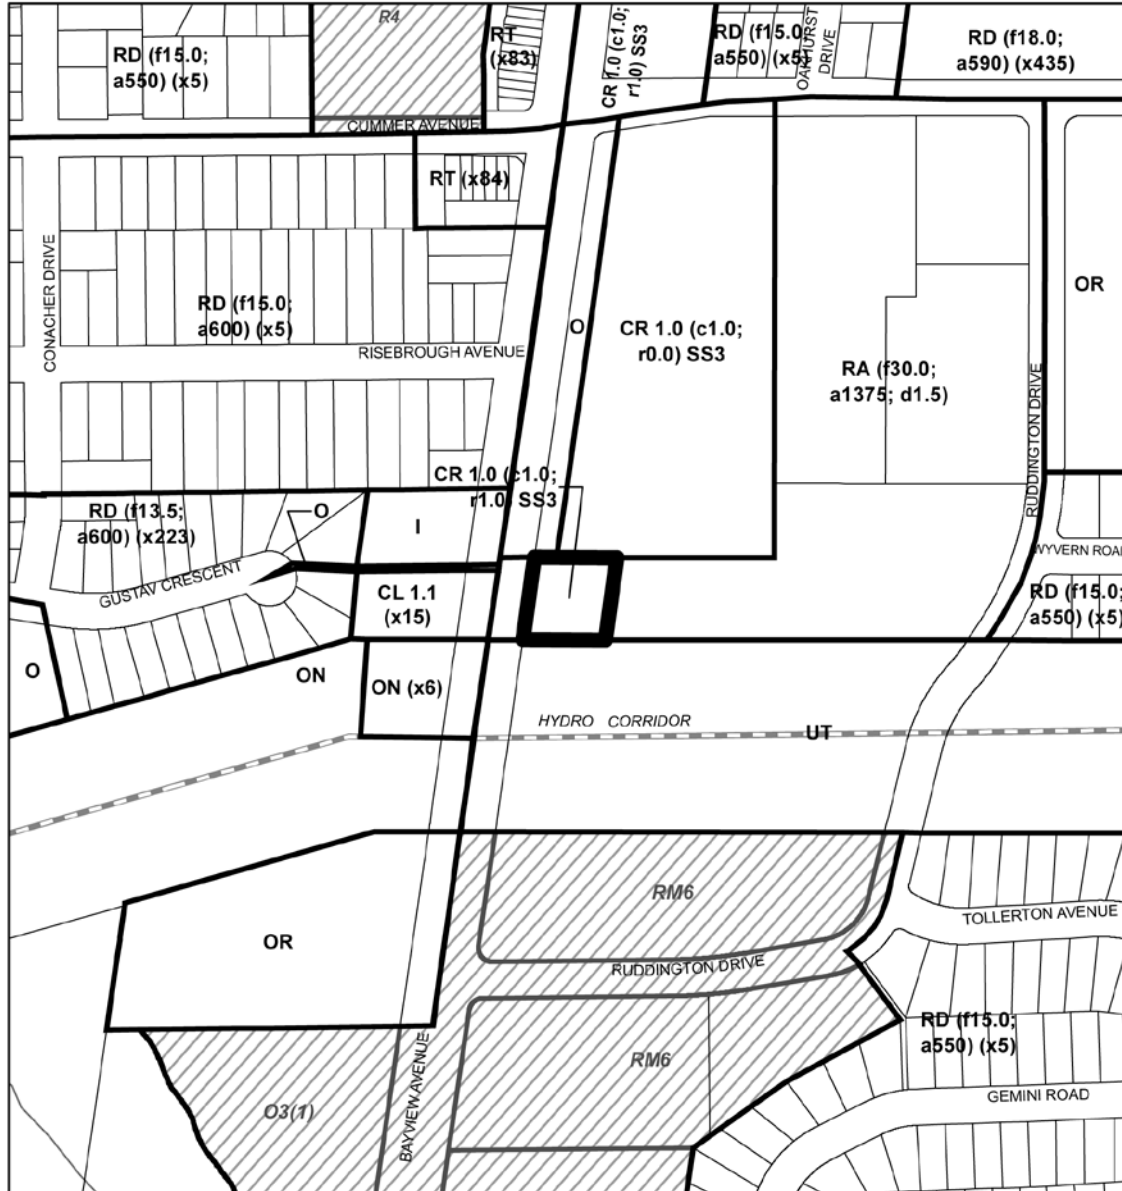 R4
RD (f15.0;
a550) (x5)
RT
(x83)
CR 1.0 (c1.0;
r1.0) SS3
RD (f15.0;
a550) (x5)
OAKHURST
DRIVE
RD (f18.0;
a590) (x435)
CUMMER AVENUE
RT (x84)
CONACHER DRIVE
RD (f15.0;
a600) (x5)
RISEBROUGH AVENUE
O
CR 1.0 (c1.0;
r0.0) SS3
RA (f30.0;
a1375; d1.5)
OR
RUDDINGTON DRIVE
CR 1.0 (c1.0;
r1.0) SS3
RD (f13.5;
a600) (x223)
O
I
WYVERN ROAD
GUSTAV CRESCENT
CL 1.1
(x15)
RD (f15.0;
a550) (x5)
O
ON
ON (x6)
HYDRO CORRIDOR
UT
RM6
TOLLERTON AVENUE
OR
RUDDINGTON DRIVE
RD (f15.0;
a550) (x5)
RM6
BAYVIEW AVENUE
O3(1)
GEMINI ROAD